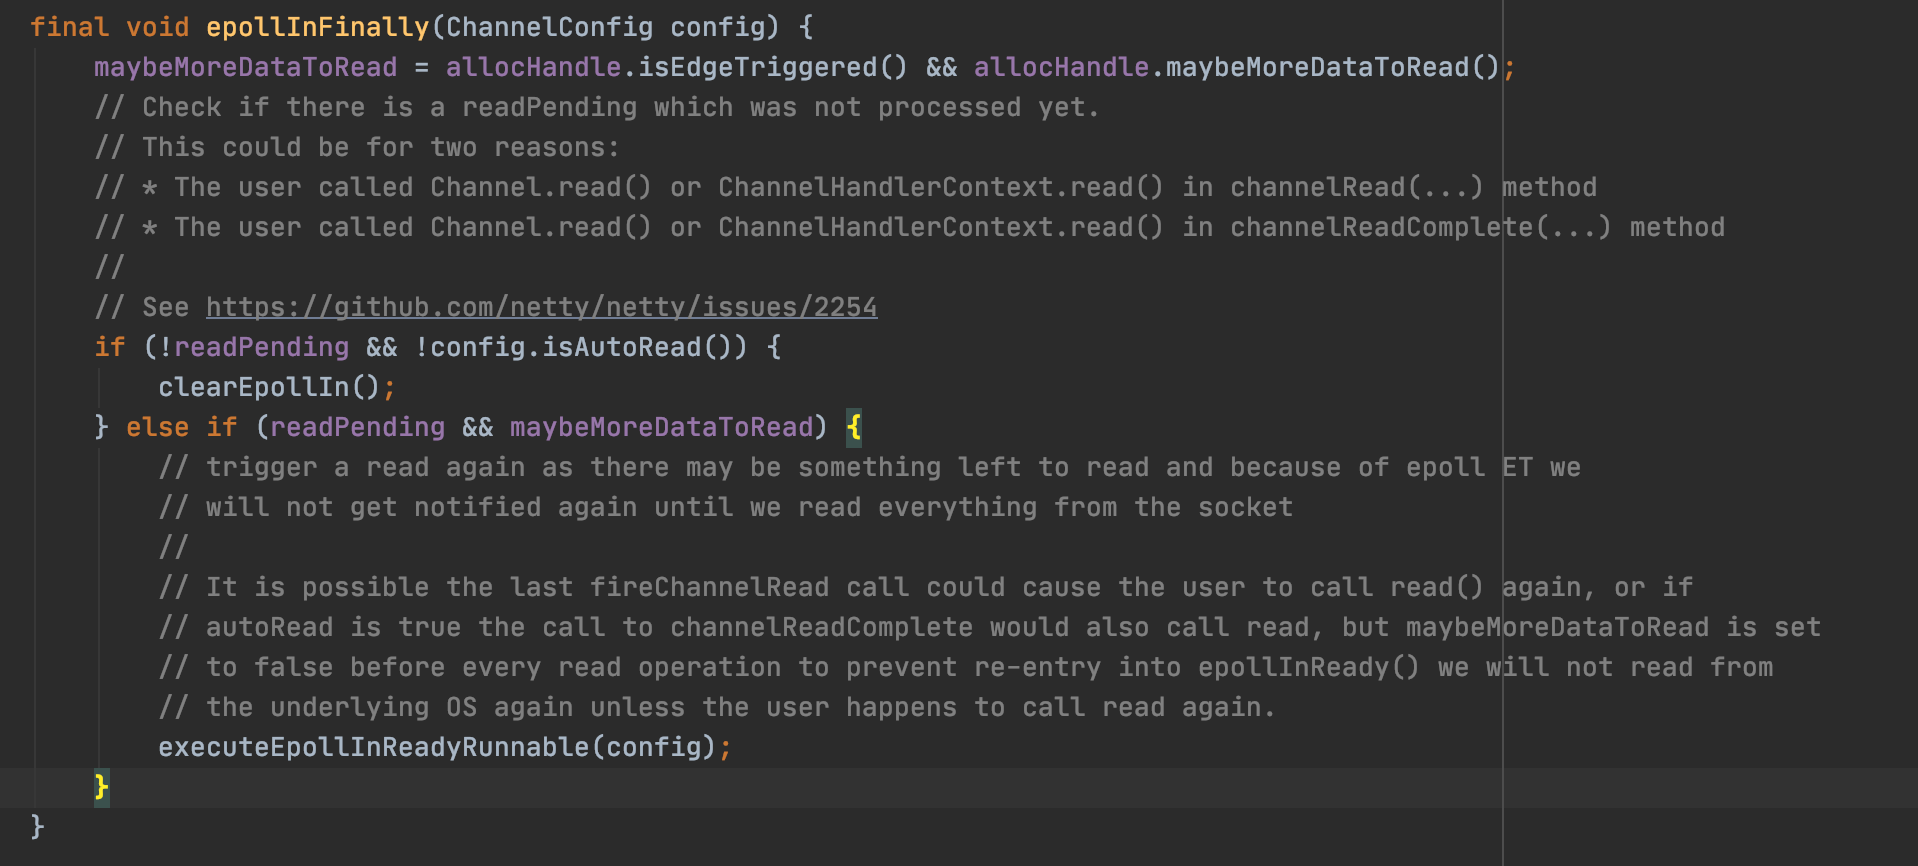 final void epollInFinally(ChannelConfig config) {
    maybeMoreDataToRead = allocHandle.isEdgeTriggered() && allocHandle.maybeMoreDataToRead();
    // Check if there is a readPending which was not processed yet.
    // This could be for two reasons:
    // * The user called Channel.read() or ChannelHandlerContext.read() in channelRead(...) method
    // * The user called Channel.read() or ChannelHandlerContext.read() in channelReadComplete(...) method
    //
    // See https://github.com/netty/netty/issues/2254
    if (!readPending && !config.isAutoRead()) {
        clearEpollIn();
    } else if (readPending && maybeMoreDataToRead) {
        // trigger a read again as there may be something left to read and because of epoll ET we
        // will not get notified again until we read everything from the socket
        //
        // It is possible the last fireChannelRead call could cause the user to call read() again, or if
        // autoRead is true the call to channelReadComplete would also call read, but maybeMoreDataToRead is set
        // to false before every read operation to prevent re-entry into epollInReady() we will not read from
        // the underlying OS again unless the user happens to call read again.
        executeEpollInReadyRunnable(config);
    }
}